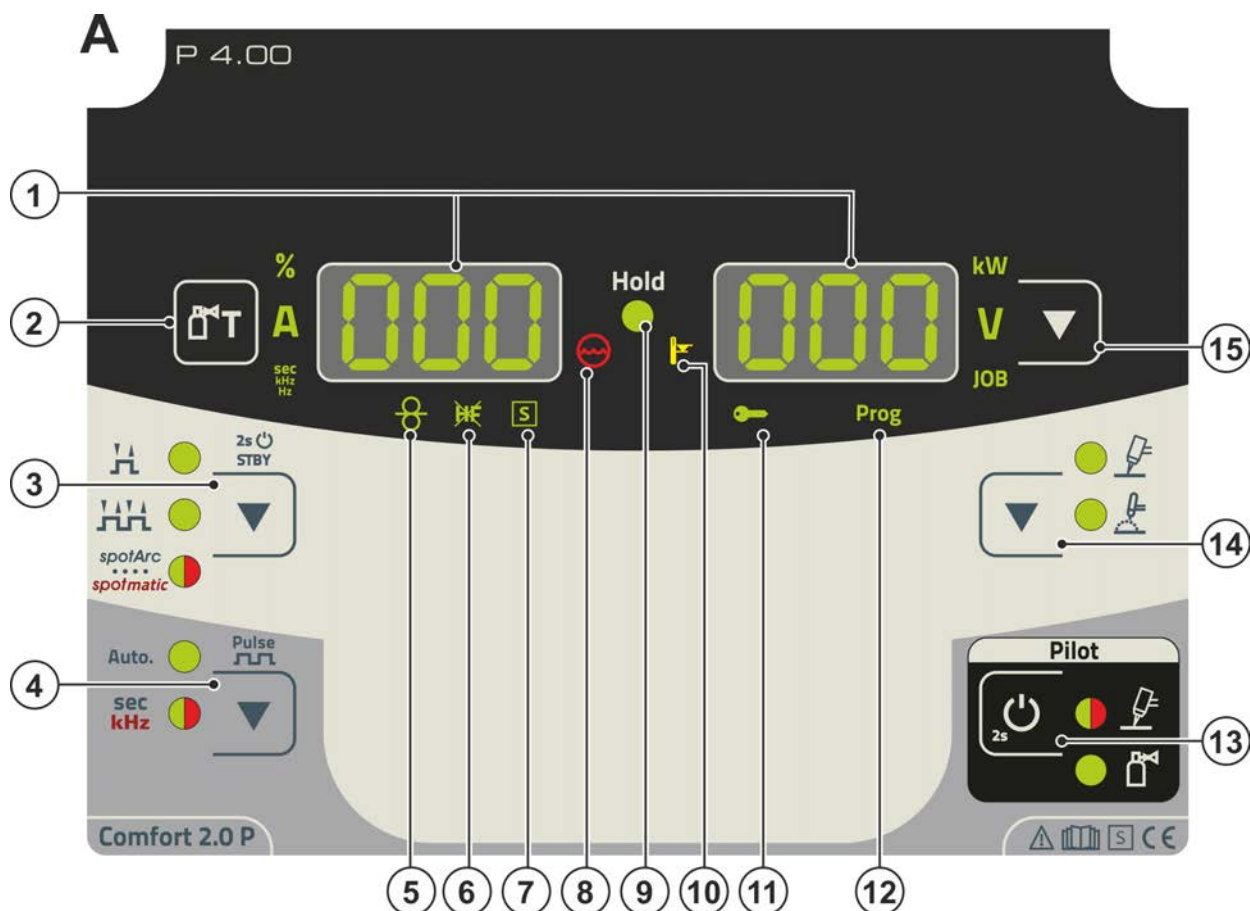 A
P 4.00
1
%
000
Hold
000
kW
2
T
A
V
15
sec
kHz
Hz
JOB
HF
S
Prog
2s
STBY
3
spotArc
spotmatic
14
Auto.
Pulse
Pilot
4
sec
kHz
2s
13
Comfort 2.0 P
S CE
5
6
7
8
9
10
11
12